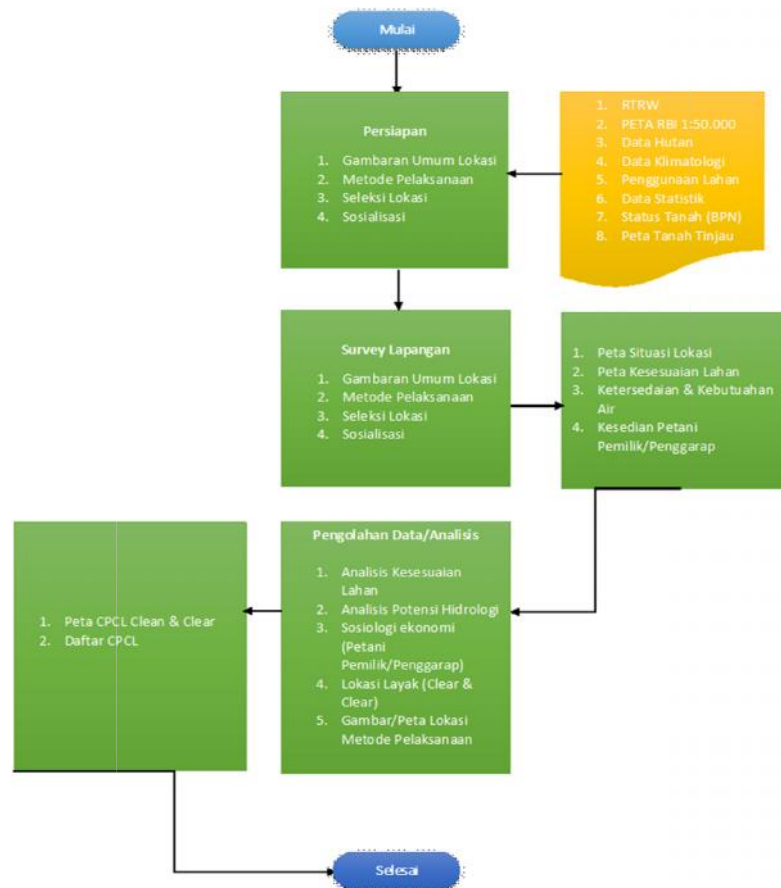 Mulai
Persiapan
1. Gambaran Umum Lokasi
2. Metode Pelaksanaan
3. Seleksi Lokasi
4. Sosialisasi
1. RTRW
2. PETA RBI 1:50.000
3. Data Hutan
4. Data Klimatologi
5. Penggunaan Lahan
6. Data Statistik
7. Status Tanah (BPN)
8. Peta Tanah Tinjau
Survey Lapangan
1. Gambaran Umum Lokasi
2. Metode Pelaksanaan
3. Seleksi Lokasi
4. Sosialisasi
1. Peta Situasi Lokasi
2. Peta Kesesuaian Lahan
3. Ketersedaian & Kebutuahan
Air
4. Kesedian Petani
Pemilik/Penggarap
Pengolahan Data/Analisis
1. Analisis Kesesuaian
Lahan
2. Analisis Potensi Hidrologi
3. Sosiologi ekonomi
(Petani
Pemilik/Penggarap)
4. Lokasi Layak (Clear &
Clear)
5. Gambar/Peta Lokasi
Metode Pelaksanaan
1. Peta CPCL Clean & Clear
2. Daftar CPCL
Selesai